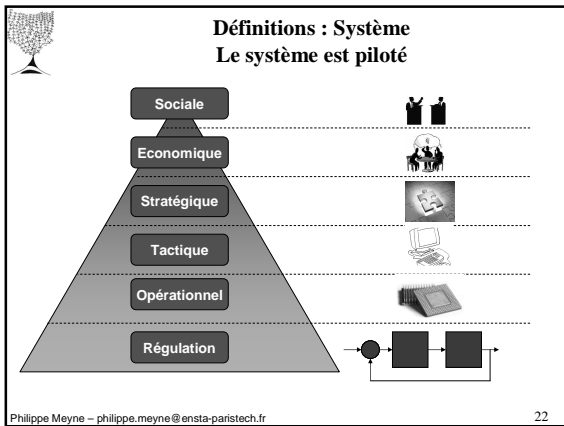 Définitions : Système
Le système est piloté
Sociale
Economique
Stratégique
Tactique
Opérationnel
Régulation
Philippe Meyne – philippe.meyne@ensta-paristech.fr
22